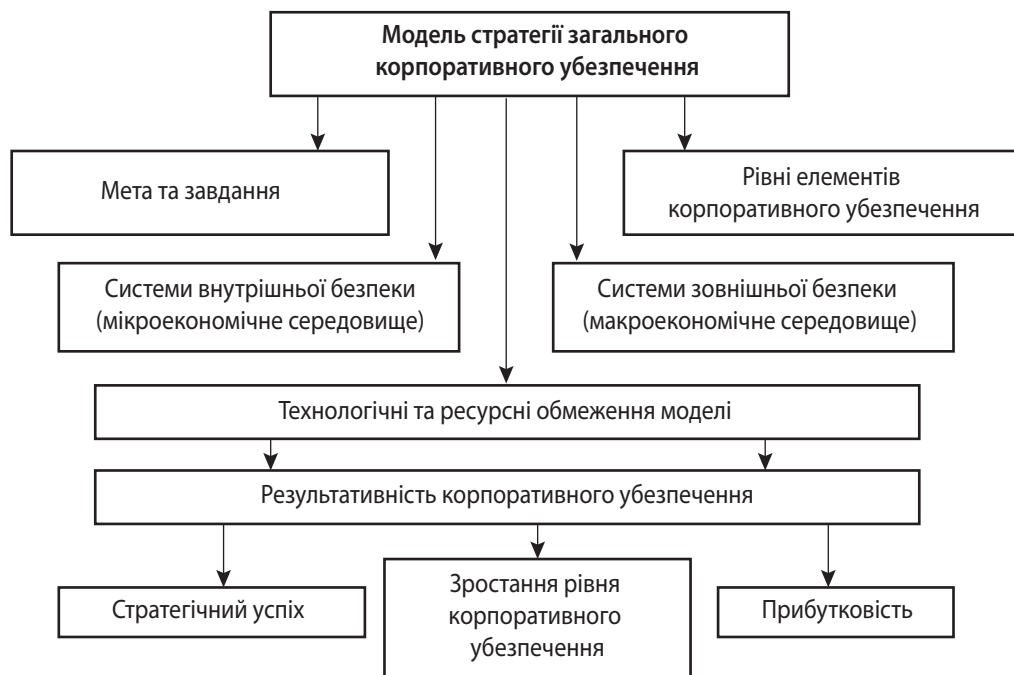 Модель стратегії загального
корпоративного убезпечення
Мета та завдання
Рівні елементів
корпоративного убезпечення
Системи внутрішньої безпеки
(мікроекономічне середовище)
Системи зовнішньої безпеки
(макроекономічне середовище)
Технологічні та ресурсні обмеження моделі
Результативність корпоративного убезпечення
Стратегічний успіх
Зростання рівня
корпоративного
убезпечення
Прибутковість